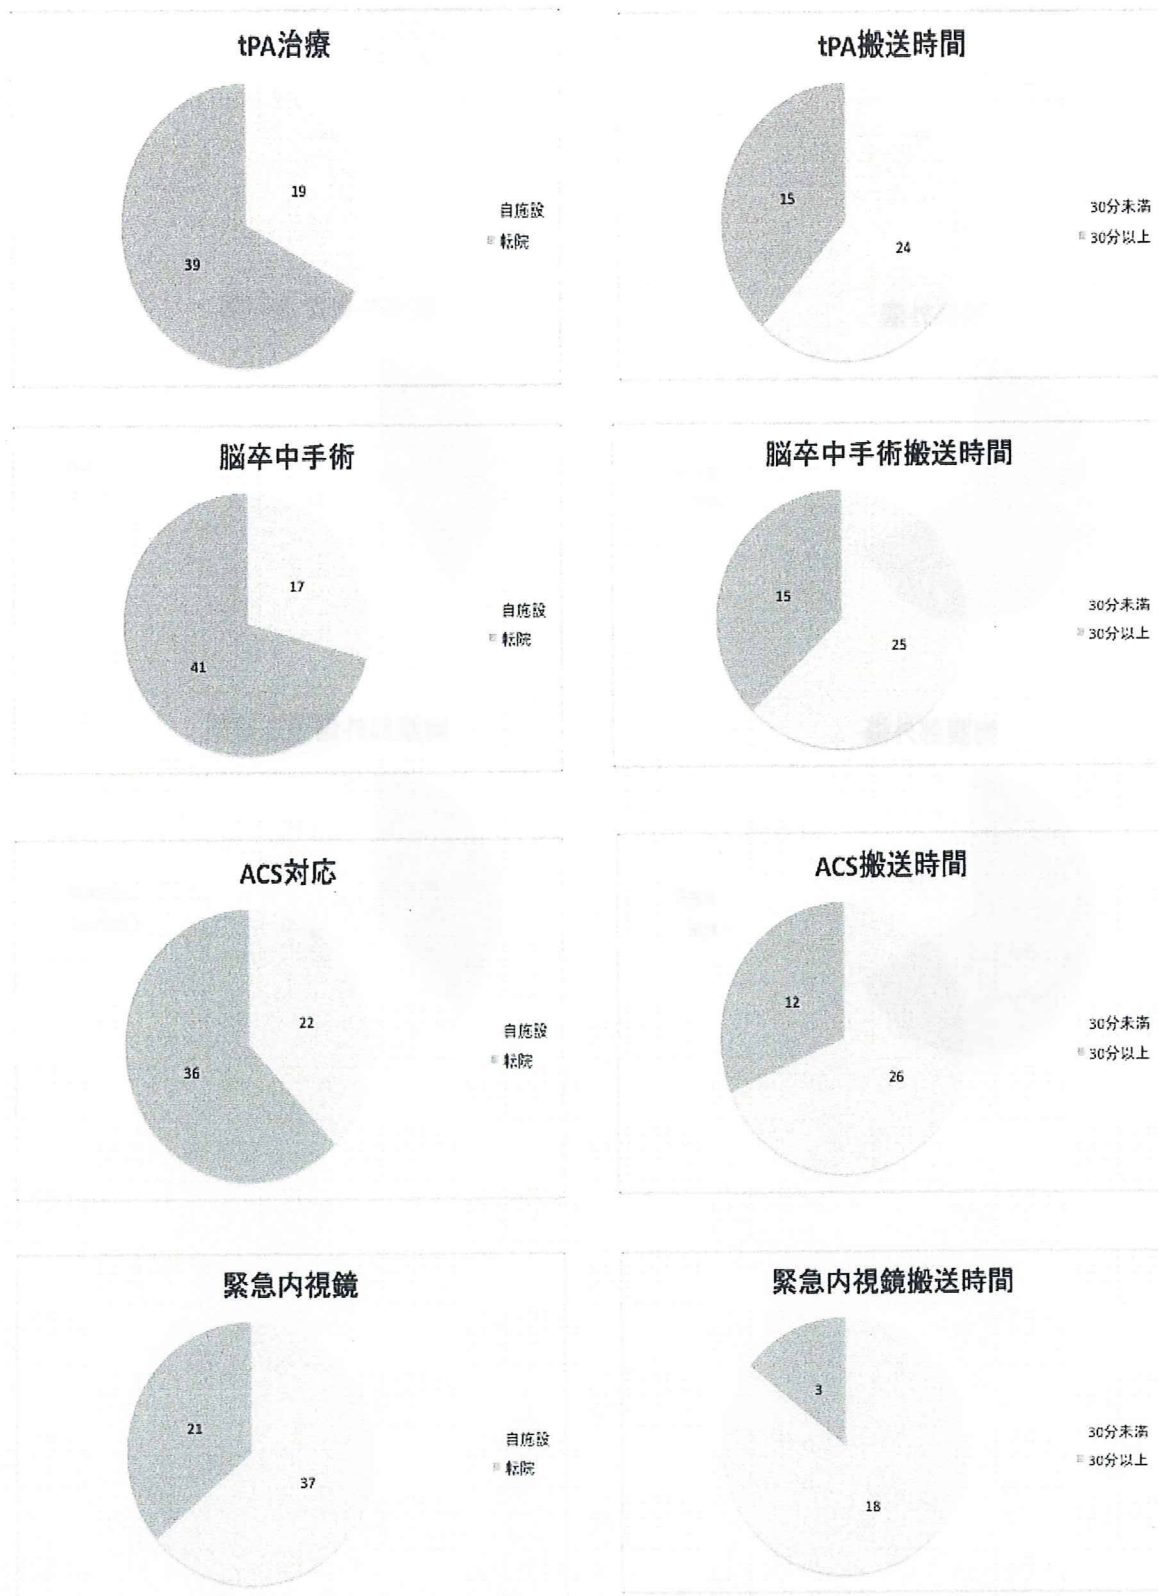 tPA治療
19
39
自施設
転院
tPA搬送時間
15
24
30分未満
30分以上
脳卒中手術
17
41
自施設
転院
脳卒中手術搬送時間
15
25
30分未満
30分以上
ACS対応
22
36
自施設
転院
ACS搬送時間
12
26
30分未満
30分以上
緊急内視鏡
21
37
自施設
転院
緊急内視鏡搬送時間
3
18
30分未満
30分以上